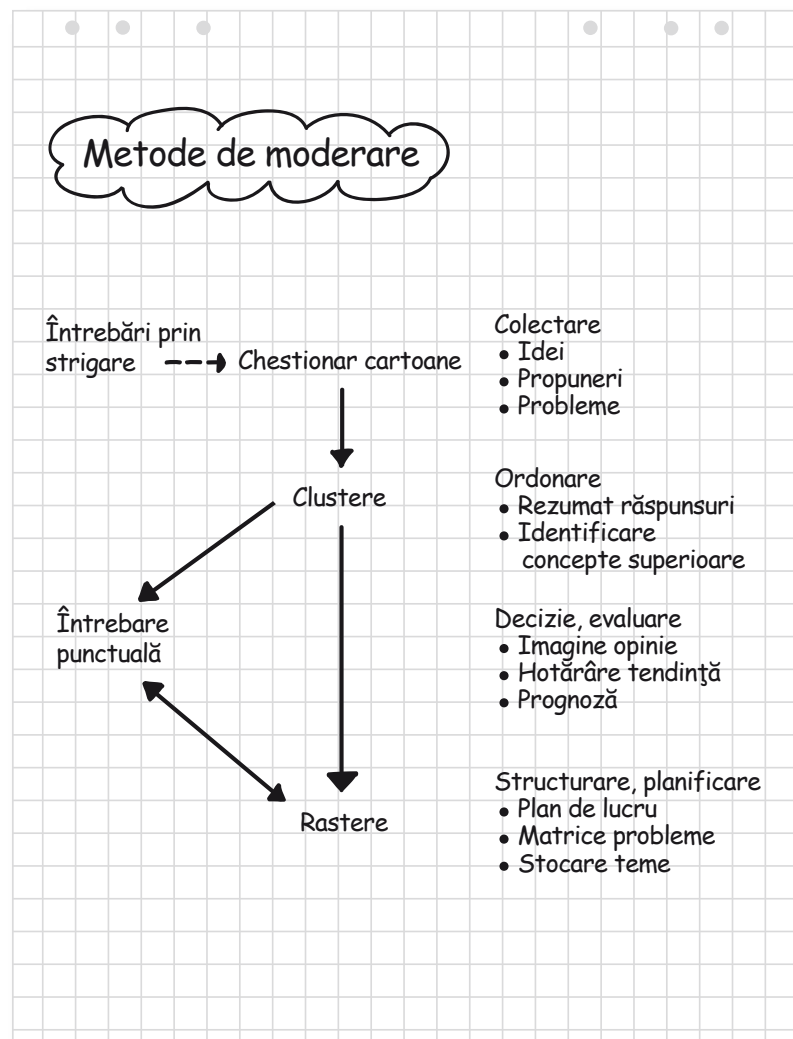 Metode de moderare
Întrebări prin
strigare
Chestionar cartoane
Colectare
• Idei
• Propuneri
• Probleme
Clustere
Ordonare
• Rezumat răspunsuri
• Identificare
concepte superioare
Întrebare
punctuală
Decizie, evaluare
• Imagine opinie
• Hotărâre tendinţă
• Prognoză
Rastere
Structurare, planificare
• Plan de lucru
• Matrice probleme
• Stocare teme